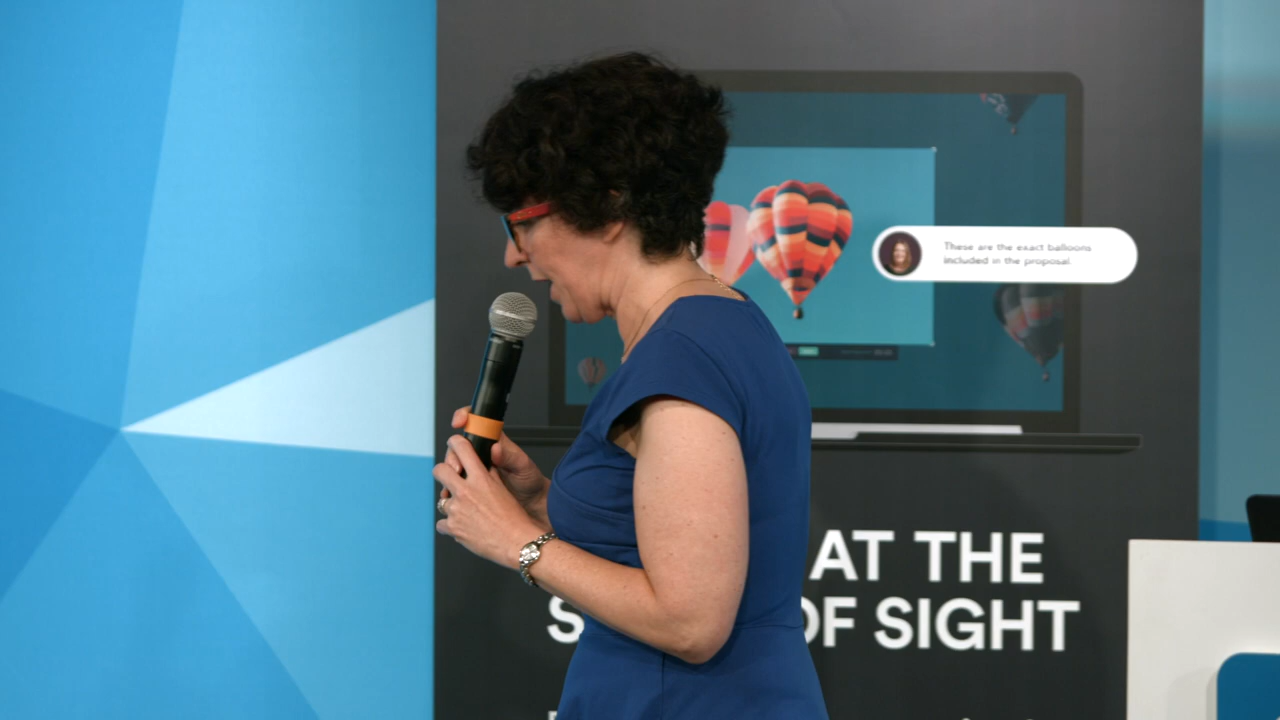 These are the exact balloons
included in the proposal.
AT THE
OF SIGHT